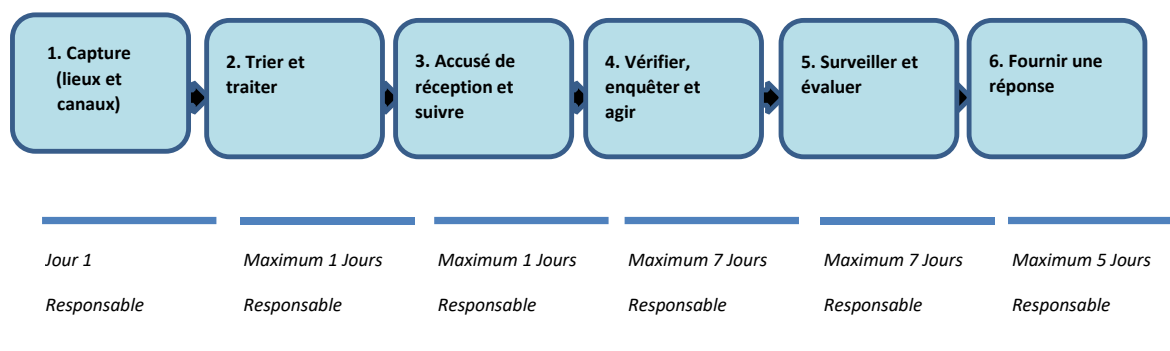 1. Capture
(lieux et
canaux)
2. Trier et
traiter
3. Accusé de
réception et
suivre
4. Vérifier,
enquêter et
agir
5. Surveiller et
évaluer
6. Fournir une
réponse
Jour 1
Maximum 1 Jours
Maximum 1 Jours
Maximum 7 Jours
Maximum 7 Jours
Maximum 5 Jours
Responsable
Responsable
Responsable
Responsable
Responsable
Responsable